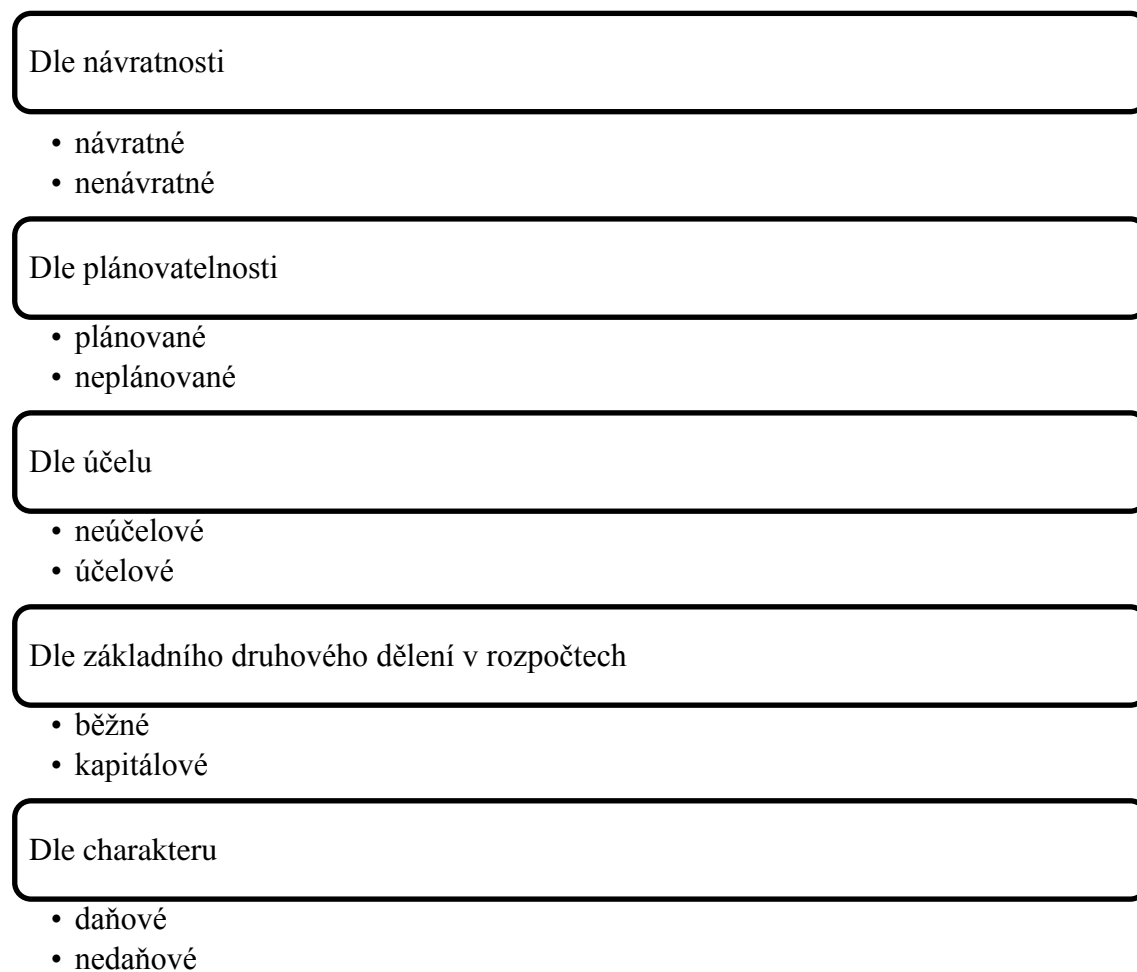 Dle návratnosti
• návratné
• nenávratné
Dle plánovatelnosti
• plánované
• neplánované
Dle účelu
• neúčelové
• účelové
Dle základního druhového dělení v rozpočtech
• běžné
• kapitálové
Dle charakteru
• daňové
• nedaňové